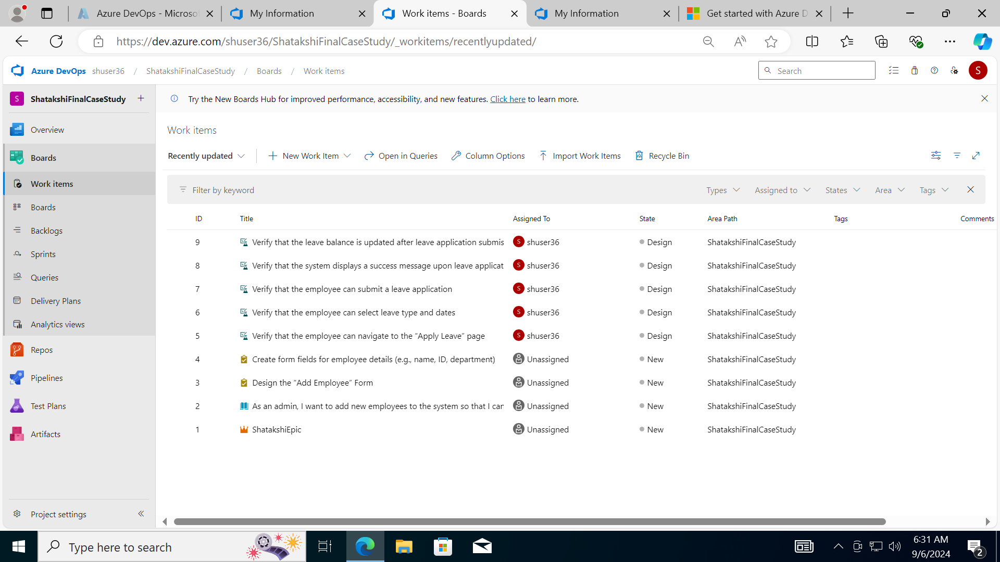 Azure DevOps - Microsof
My Information
Work items - Boards
My Information
Get started with Azure D
https://dev.azure.com/shuser36/ShatakshiFinalCaseStudy/_workitems/recentlyupdated/
Azure DevOps shuser36 / ShatakshiFinalCaseStudy / Boards / Work items
Search
S
S ShatakshiFinalCaseStudy
Try the New Boards Hub for improved performance, accessibility, and new features. Click here to learn more.
Overview
Boards
Work items
Boards
Backlogs
Sprints
Queries
Delivery Plans
Analytics views
Repos
Pipelines
Test Plans
Artifacts
Project settings
Work items
Recently updated New Work Item Open in Queries Column Options Import Work Items Recycle Bin
Filter by keyword Types Assigned to States Area Tags
ID Title Assigned To State Area Path Tags Comments
9 Verify that the leave balance is updated after leave application submis S shuser36 Design ShatakshiFinalCaseStudy
8 Verify that the system displays a success message upon leave applicat S shuser36 Design ShatakshiFinalCaseStudy
7 Verify that the employee can submit a leave application S shuser36 Design ShatakshiFinalCaseStudy
6 Verify that the employee can select leave type and dates S shuser36 Design ShatakshiFinalCaseStudy
5 Verify that the employee can navigate to the “Apply Leave” page S shuser36 Design ShatakshiFinalCaseStudy
4 Create form fields for employee details (e.g., name, ID, department) Unassigned New ShatakshiFinalCaseStudy
3 Design the “Add Employee” Form Unassigned New ShatakshiFinalCaseStudy
2 As an admin, I want to add new employees to the system so that I can Unassigned New ShatakshiFinalCaseStudy
1 ShatakshiEpic Unassigned New ShatakshiFinalCaseStudy
Type here to search
6:31 AM
9/6/2024
2